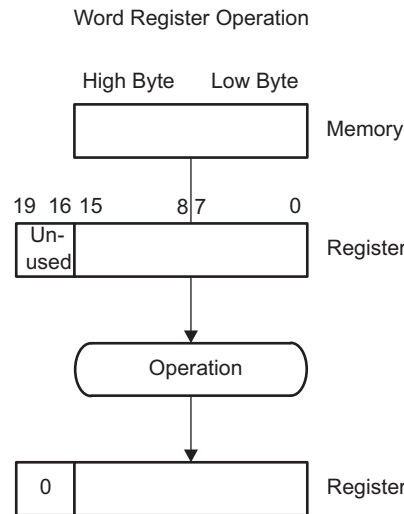 Word Register Operation
High Byte Low Byte
Memory
19 16 15 8 7 0
Un-
used
Register
Operation
0
Register